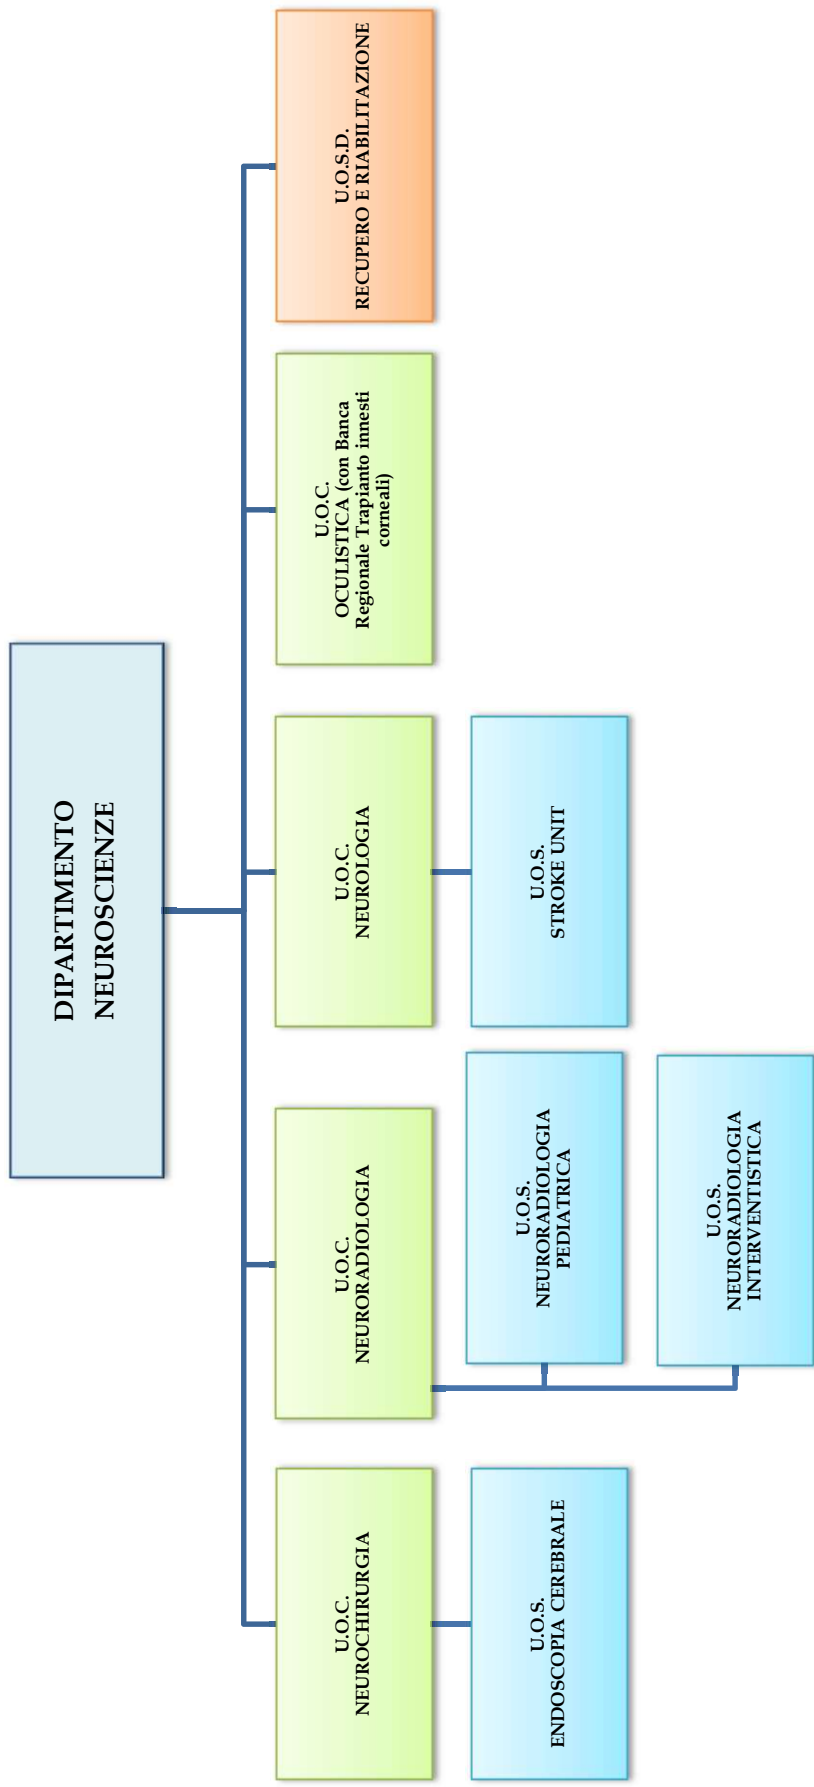 DIPARTIMENTO
NEUROSCIENZE
U.O.C.
NEUROCHIRURGIA
U.O.C.
NEURORADIOLOGIA
U.O.C.
NEUROLOGIA
U.O.C.
OCULISTICA (con Banca
Regionale Trapianto innesti
corneali)
U.O.S.D.
RECUPERO E RIABILITAZIONE
U.O.S.
ENDOSCOPIA CEREBRALE
U.O.S.
NEURORADIOLOGIA
PEDIATRICA
U.O.S.
STROKE UNIT
U.O.S.
NEURORADIOLOGIA
INTERVENTISTICA